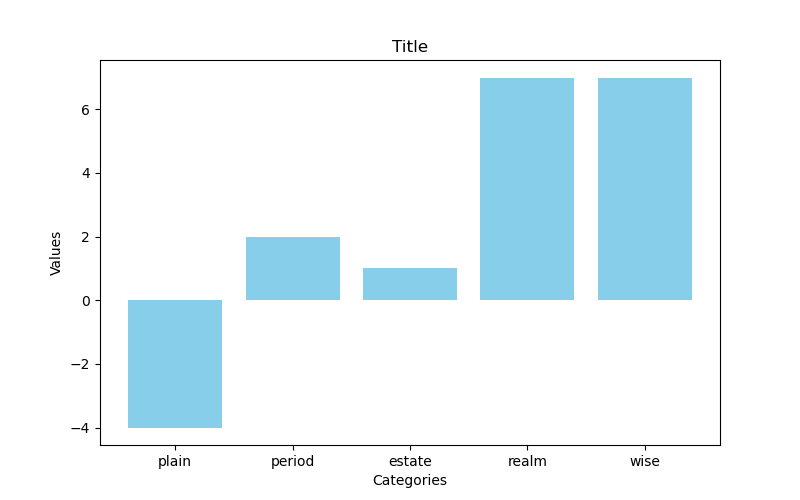 Title
Values
6
4
2
0
−2
−4
plain period estate realm wise
Categories